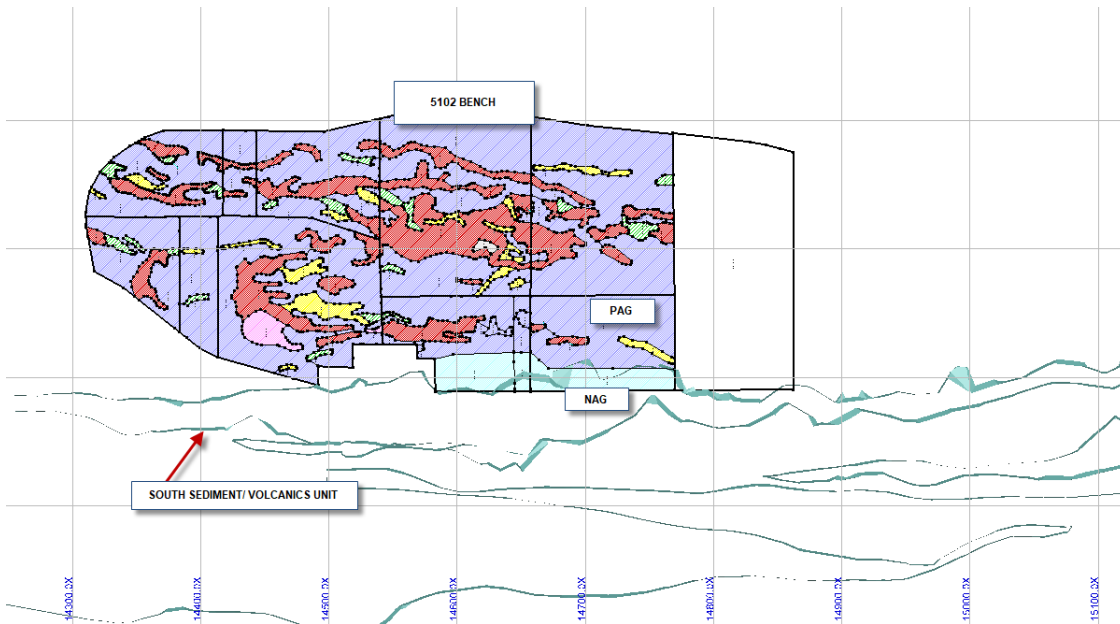 5102 BENCH
PAG
NAG
SOUTH SEDIMENT/ VOLCANICS UNIT
14300.0X
14400.0X
14500.0X
14600.0X
14700.0X
14800.0X
14900.0X
15000.0X
15100.0X